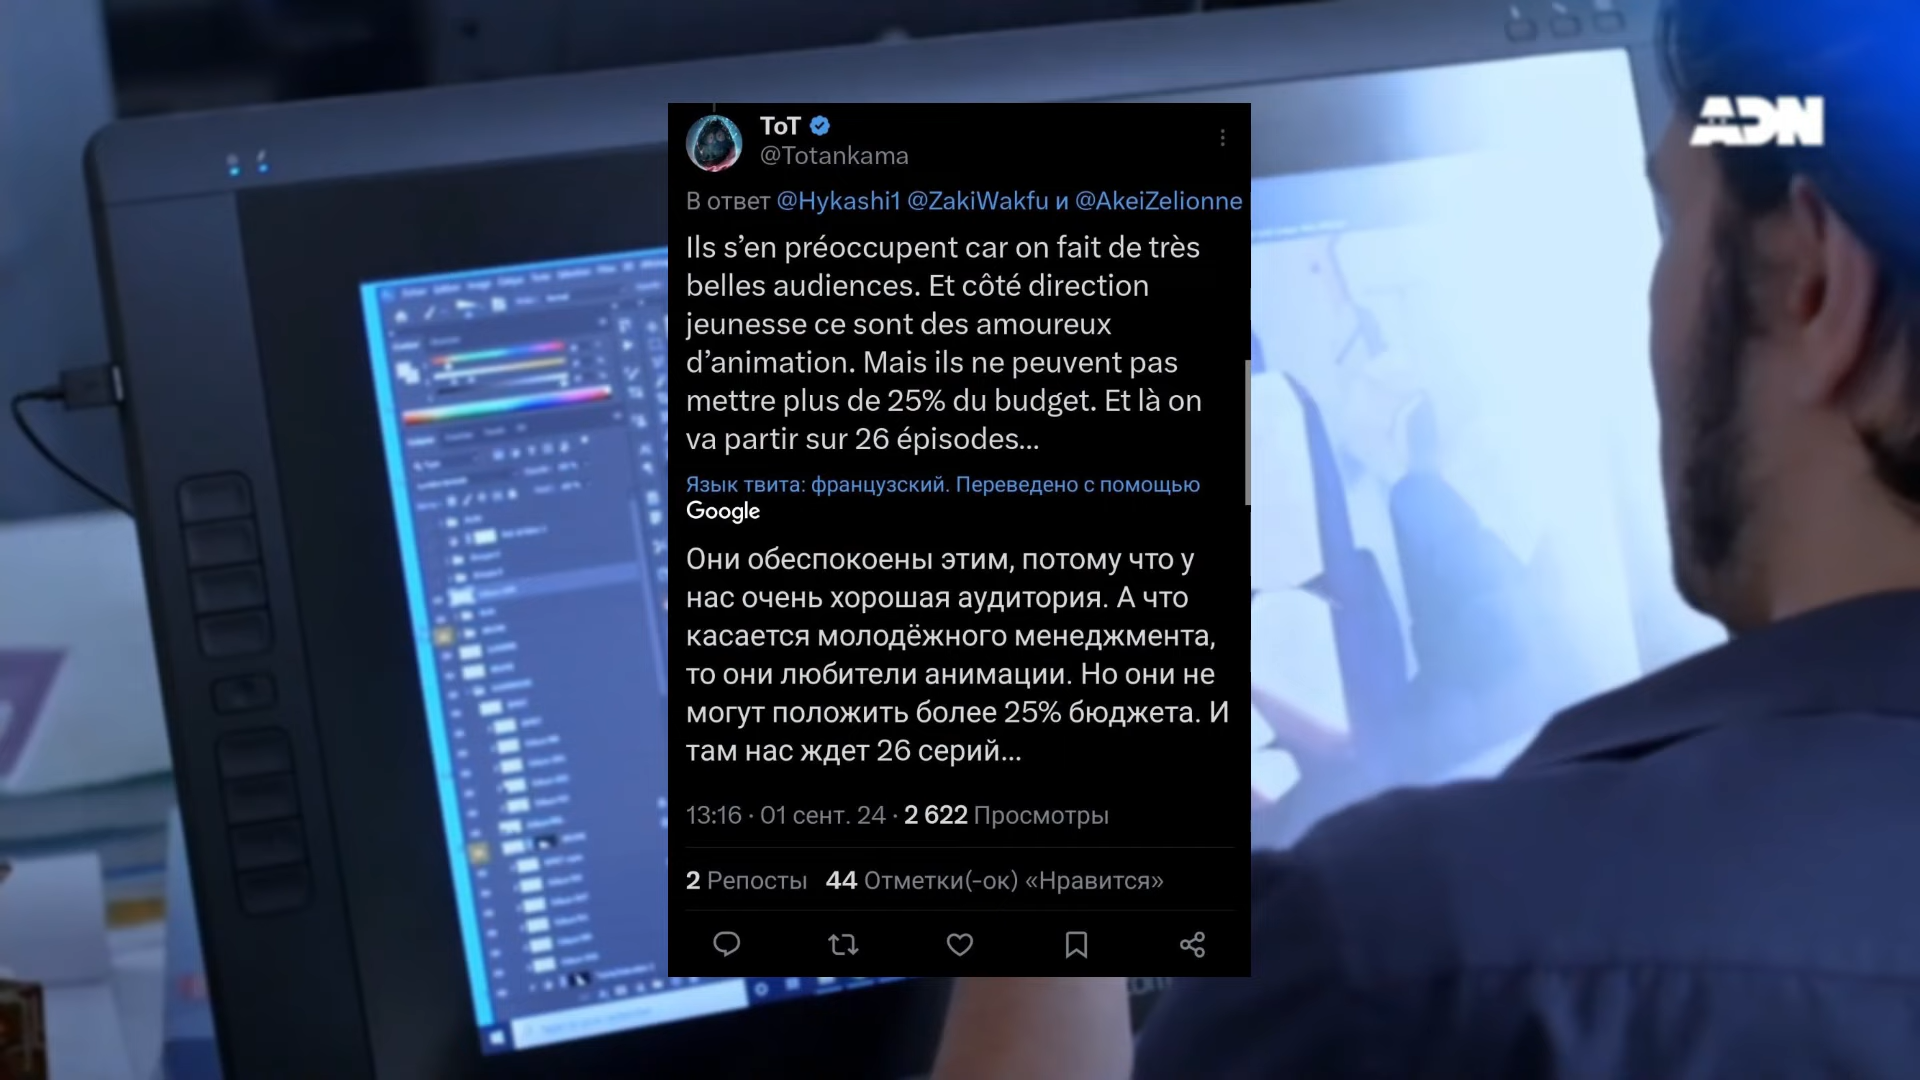 ADN
ToT
@Totankama
В ответ @Hykashi1 @ZakiWakfu и @AkeiZelionne
Ils s’en préoccupent car on fait de très
belles audiences. Et côté direction
jeunesse ce sont des amoureux
d’animation. Mais ils ne peuvent pas
mettre plus de 25% du budget. Et là on
va partir sur 26 épisodes…
Язык твита: французский. Переведено с помощью
Google
Они обеспокоены этим, потому что у
нас очень хорошая аудитория. А что
касается молодёжного менеджмента,
то они любители анимации. Но они не
могут положить более 25% бюджета. И
там нас ждет 26 серий…
13:16 · 01 сент. 24 · 2 622 Просмотры
2 Репосты 44 Отметки(-ок) «Нравится»